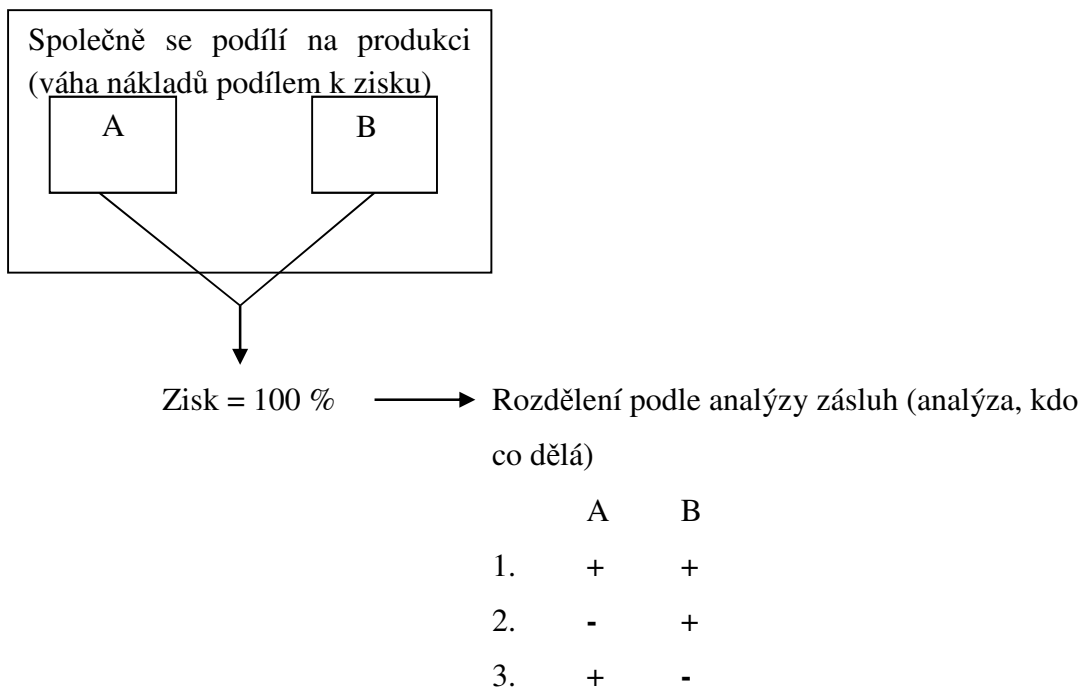 Společně se podílí na produkci
(váha nákladů podílem k zisku)
A B
Zisk = 100 % Rozdělení podle analýzy zásluh (analýza, kdo
co dělá)
A B
1. + +
2. - +
3. + -